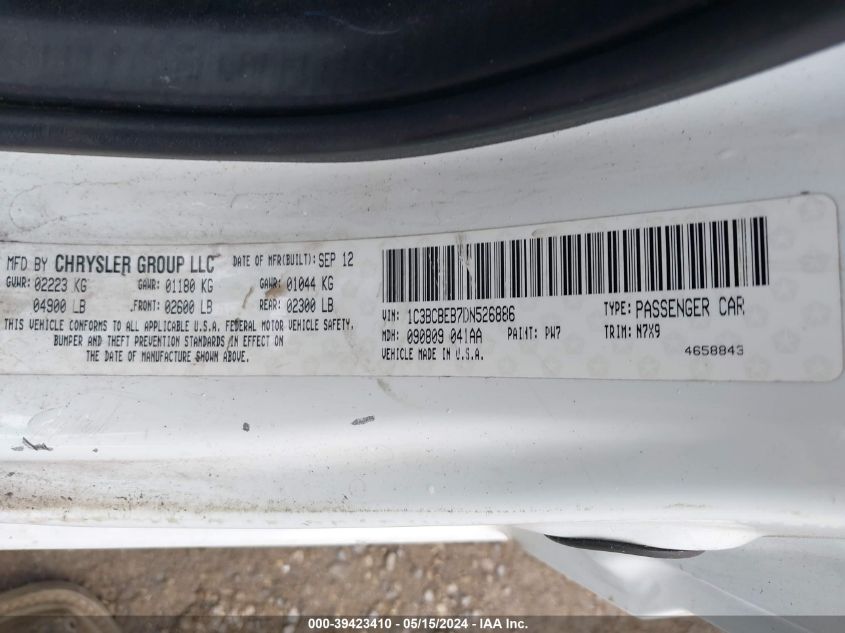 MFD BY CHRYSLER GROUP LLC DATE OF MFR(BUILT): SEP 12
GVWR: 02223 KG GAWR: 01180 KG GAWR: 01044 KG
04900 LB FRONT: 02600 LB REAR: 02300 LB
THIS VEHICLE CONFORMS TO ALL APPLICABLE U.S.A. FEDERAL MOTOR VEHICLE SAFETY,
BUMPER AND THEFT PREVENTION STANDARDS IN EFFECT ON
THE DATE OF MANUFACTURE SHOWN ABOVE.
VIN: 1C3BCBEB7DN526886 TYPE: PASSENGER CAR
MDH: 090809 041AA PAINT: PW7 TRIM: N7X9
VEHICLE MADE IN U.S.A. 4658843
000-39423410 - 05/15/2024 - IAA Inc.